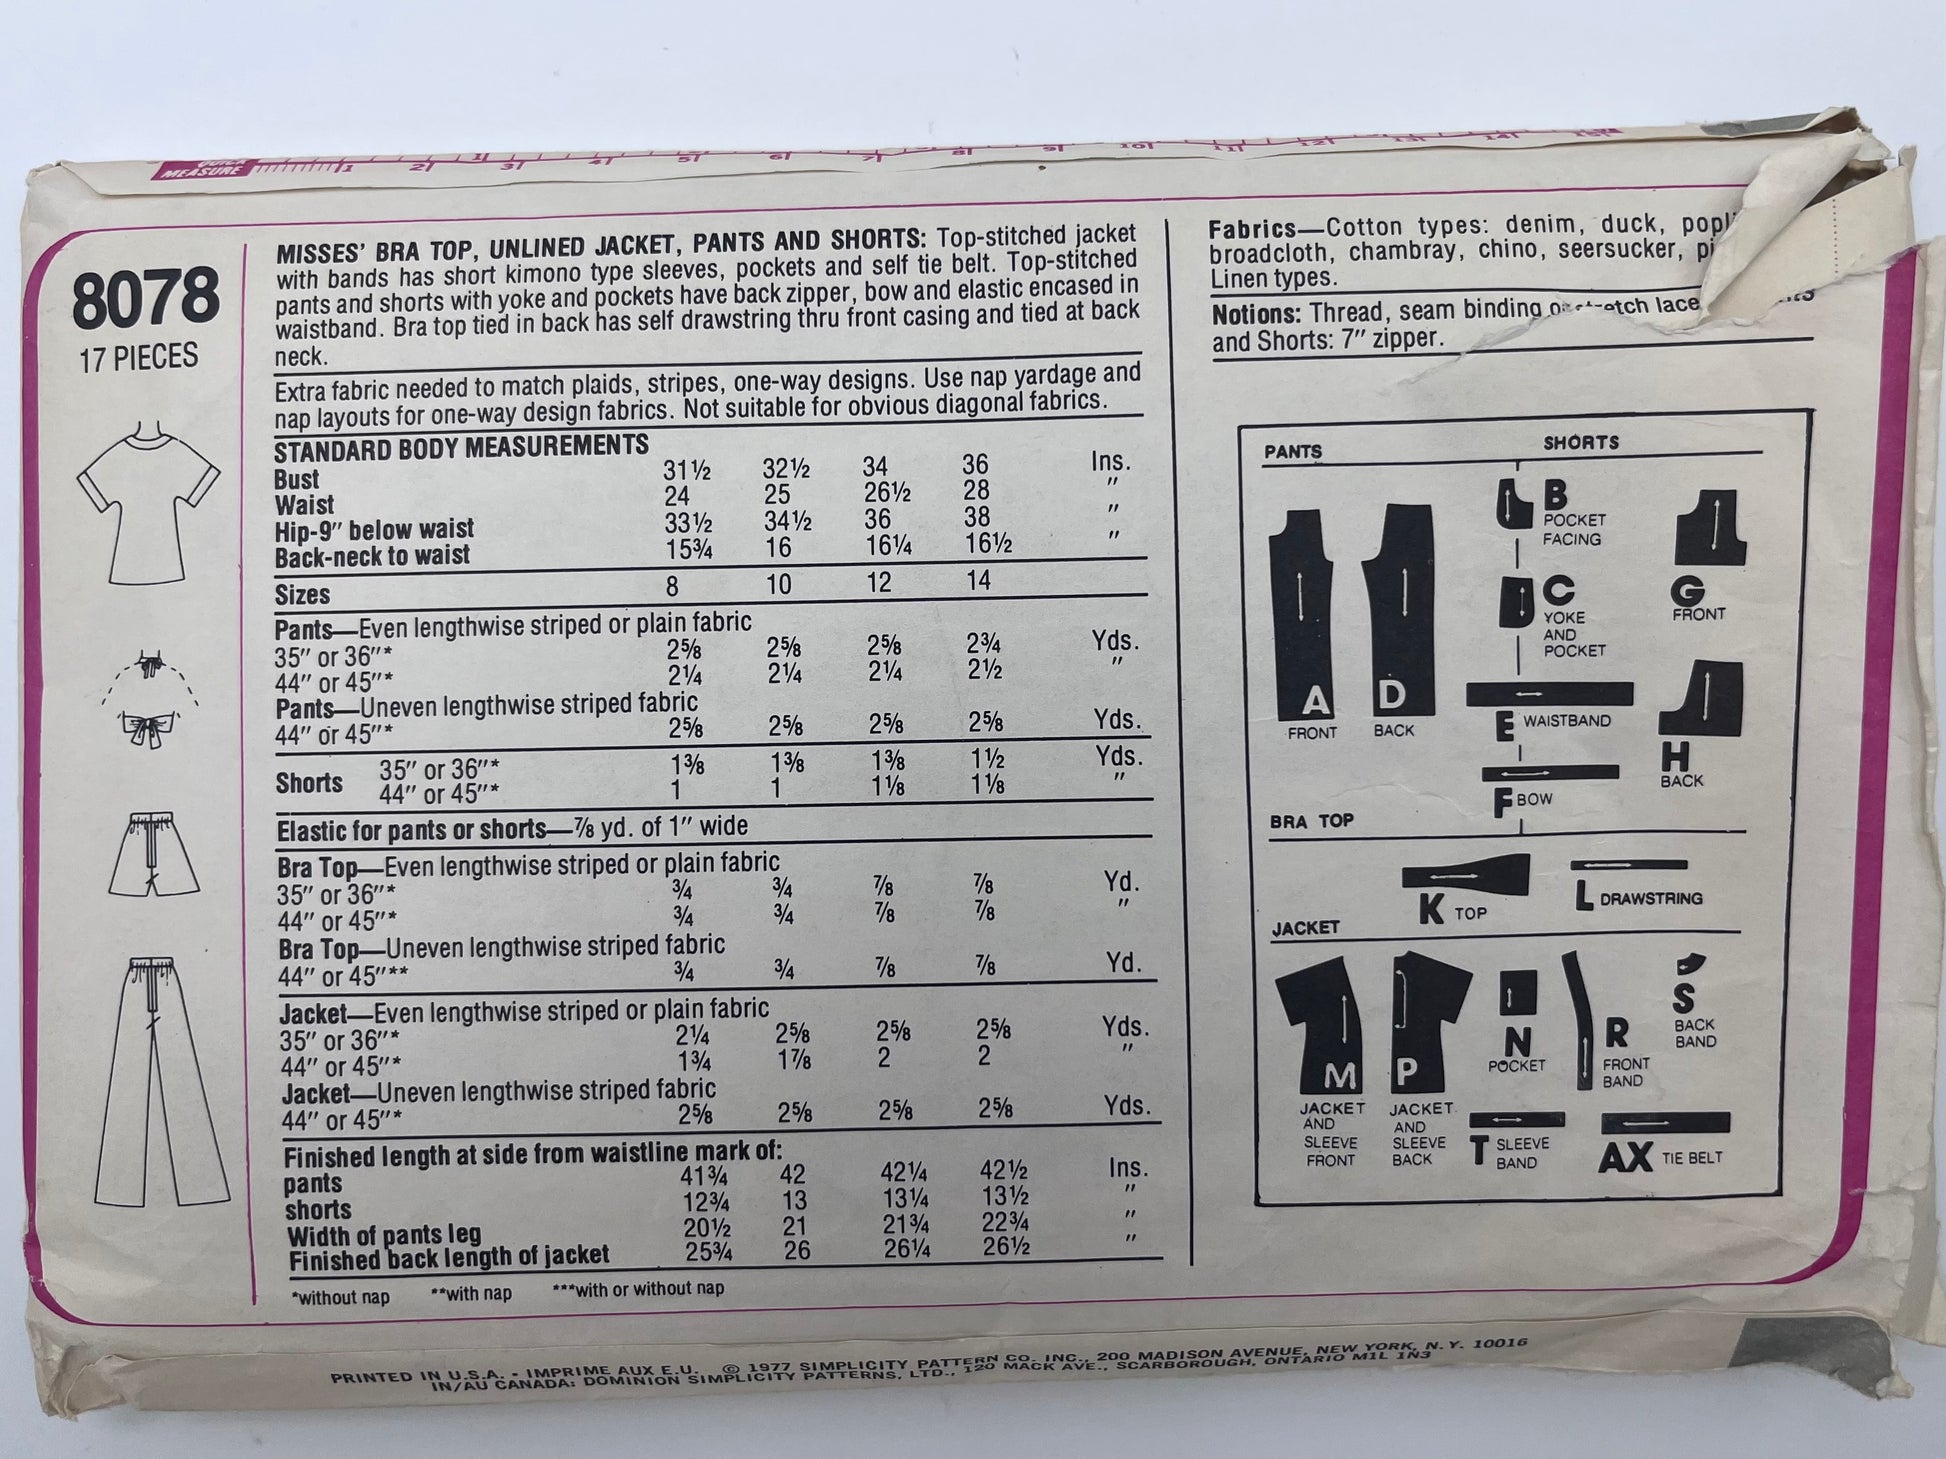 QUICK
MEASURE
1 2 3 4 5 6 7 8 9 10 11 12 13 14 15
8078
17 PIECES
MISSES' BRA TOP, UNLINED JACKET, PANTS AND SHORTS: Top-stitched jacket
with bands has short kimono type sleeves, pockets and self tie belt. Top-stitched
pants and shorts with yoke and pockets have back zipper, bow and elastic encased in
waistband. Bra top tied in back has self drawstring thru front casing and tied at back
neck.
Extra fabric needed to match plaids, stripes, one-way designs. Use nap yardage and
nap layouts for one-way design fabrics. Not suitable for obvious diagonal fabrics.
STANDARD BODY MEASUREMENTS
Bust 31½ 32½ 34 36 Ins.
Waist 24 25 26½ 28 "
Hip-9" below waist 33½ 34½ 36 38 "
Back-neck to waist 15¾ 16 16¼ 16½ "
Sizes 8 10 12 14
Pants—Even lengthwise striped or plain fabric
35" or 36"* 2⅝ 2⅝ 2⅝ 2¾ Yds.
44" or 45"* 2¼ 2¼ 2¼ 2½ "
Pants—Uneven lengthwise striped fabric
44" or 45"* 2⅝ 2⅝ 2⅝ 2⅝ Yds.
Shorts 35" or 36"* 1⅜ 1⅜ 1⅜ 1½ Yds.
44" or 45"* 1 1 1⅛ 1⅛ "
Elastic for pants or shorts—⅞ yd. of 1" wide
Bra Top—Even lengthwise striped or plain fabric
35" or 36"* ¾ ¾ ⅞ ⅞ Yd.
44" or 45"* ¾ ¾ ⅞ ⅞ "
Bra Top—Uneven lengthwise striped fabric
44" or 45"** ¾ ¾ ⅞ ⅞ Yd.
Jacket—Even lengthwise striped or plain fabric
35" or 36"* 2¼ 2⅝ 2⅝ 2⅝ Yds.
44" or 45"* 1¾ 1⅞ 2 2 "
Jacket—Uneven lengthwise striped fabric
44" or 45"* 2⅝ 2⅝ 2⅝ 2⅝ Yds.
Finished length at side from waistline mark of:
pants 41¾ 42 42¼ 42½ Ins.
shorts 12¾ 13 13¼ 13½ "
Width of pants leg 20½ 21 21¾ 22¾ "
Finished back length of jacket 25¾ 26 26¼ 26½ "
*without nap **with nap ***with or without nap
Fabrics—Cotton types: denim, duck,
broadcloth, chambray, chino, seersucker,
Linen types.
Notions: Thread, seam binding or stretch lace
and Shorts: 7" zipper.
PANTS SHORTS
A
FRONT
D
BACK
B
POCKET
FACING
C
YOKE
AND
POCKET
E WAISTBAND
F BOW
G
FRONT
H
BACK
BRA TOP
K TOP
L DRAWSTRING
JACKET
M
JACKET
AND
SLEEVE
FRONT
P
JACKET
AND
SLEEVE
BACK
N
POCKET
R
FRONT
BAND
S
BACK
BAND
T SLEEVE
BAND
AX TIE BELT
PRINTED IN U.S.A. - IMPRIME AUX E.U. © 1977 SIMPLICITY PATTERN CO. INC., 200 MADISON AVENUE, NEW YORK, N.Y. 10016
IN/AU CANADA: DOMINION SIMPLICITY PATTERNS, LTD., 120 MACK AVE., SCARBOROUGH, ONTARIO M1L 1N3